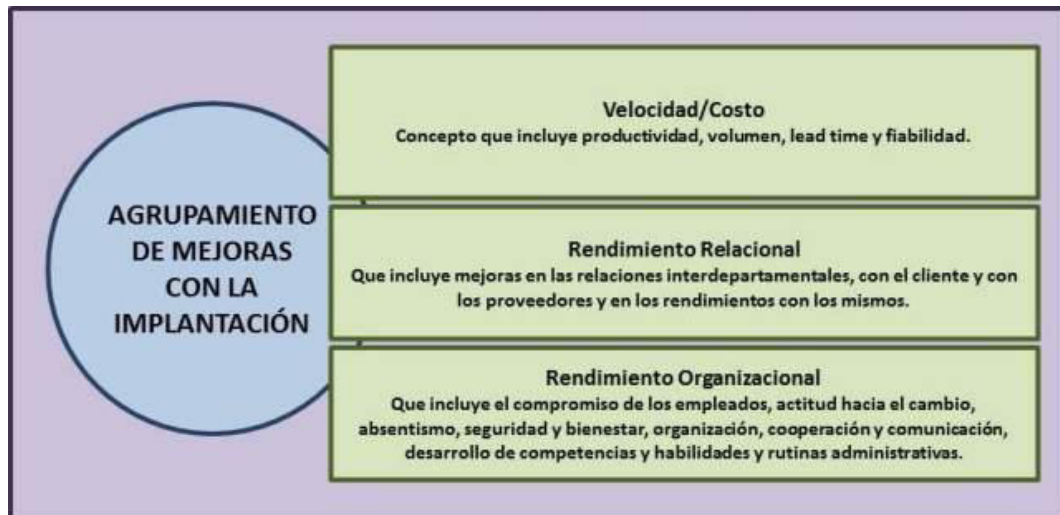 AGRUPAMIENTO
DE MEJORAS
CON LA
IMPLANTACIÓN
Velocidad/Costo
Concepto que incluye productividad, volumen, lead time y fiabilidad.
Rendimiento Relacional
Que incluye mejoras en las relaciones interdepartamentales, con el cliente y con
los proveedores y en los rendimientos con los mismos.
Rendimiento Organizacional
Que incluye el compromiso de los empleados, actitud hacia el cambio,
absentismo, seguridad y bienestar, organización, cooperación y comunicación,
desarrollo de competencias y habilidades y rutinas administrativas.